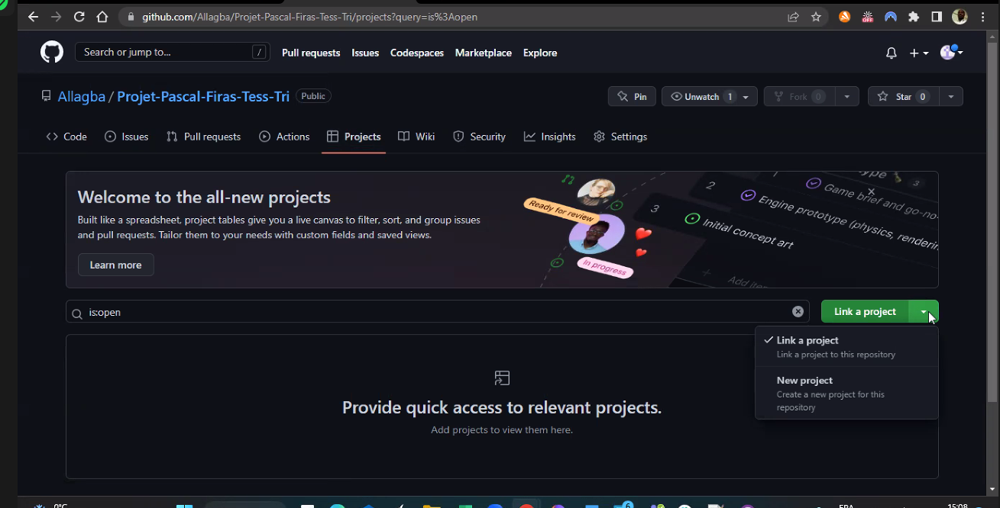 github.com/Allagba/Projet-Pascal-Firas-Tess-Tri/projects?query=is%3Aopen
OFF
Search or jump to... /
Pull requests Issues Codespaces Marketplace Explore
Allagba / Projet-Pascal-Firas-Tess-Tri Public
Pin Unwatch 1 Fork 0 Star 0
Code Issues Pull requests Actions Projects Wiki Security Insights Settings
Welcome to the all-new projects
Built like a spreadsheet, project tables give you a live canvas to filter, sort, and group issues
and pull requests. Tailor them to your needs with custom fields and saved views.
Learn more
Ready for review
In progress
3
2 Game brief and go-no-
3 Engine prototype (physics, renderin
Initial concept art
+ Add ite
is:open
Link a project
Link a project
Link a project to this repository
New project
Create a new project for this
repository
Provide quick access to relevant projects.
Add projects to view them here.
0°C
6
FRA
15:08